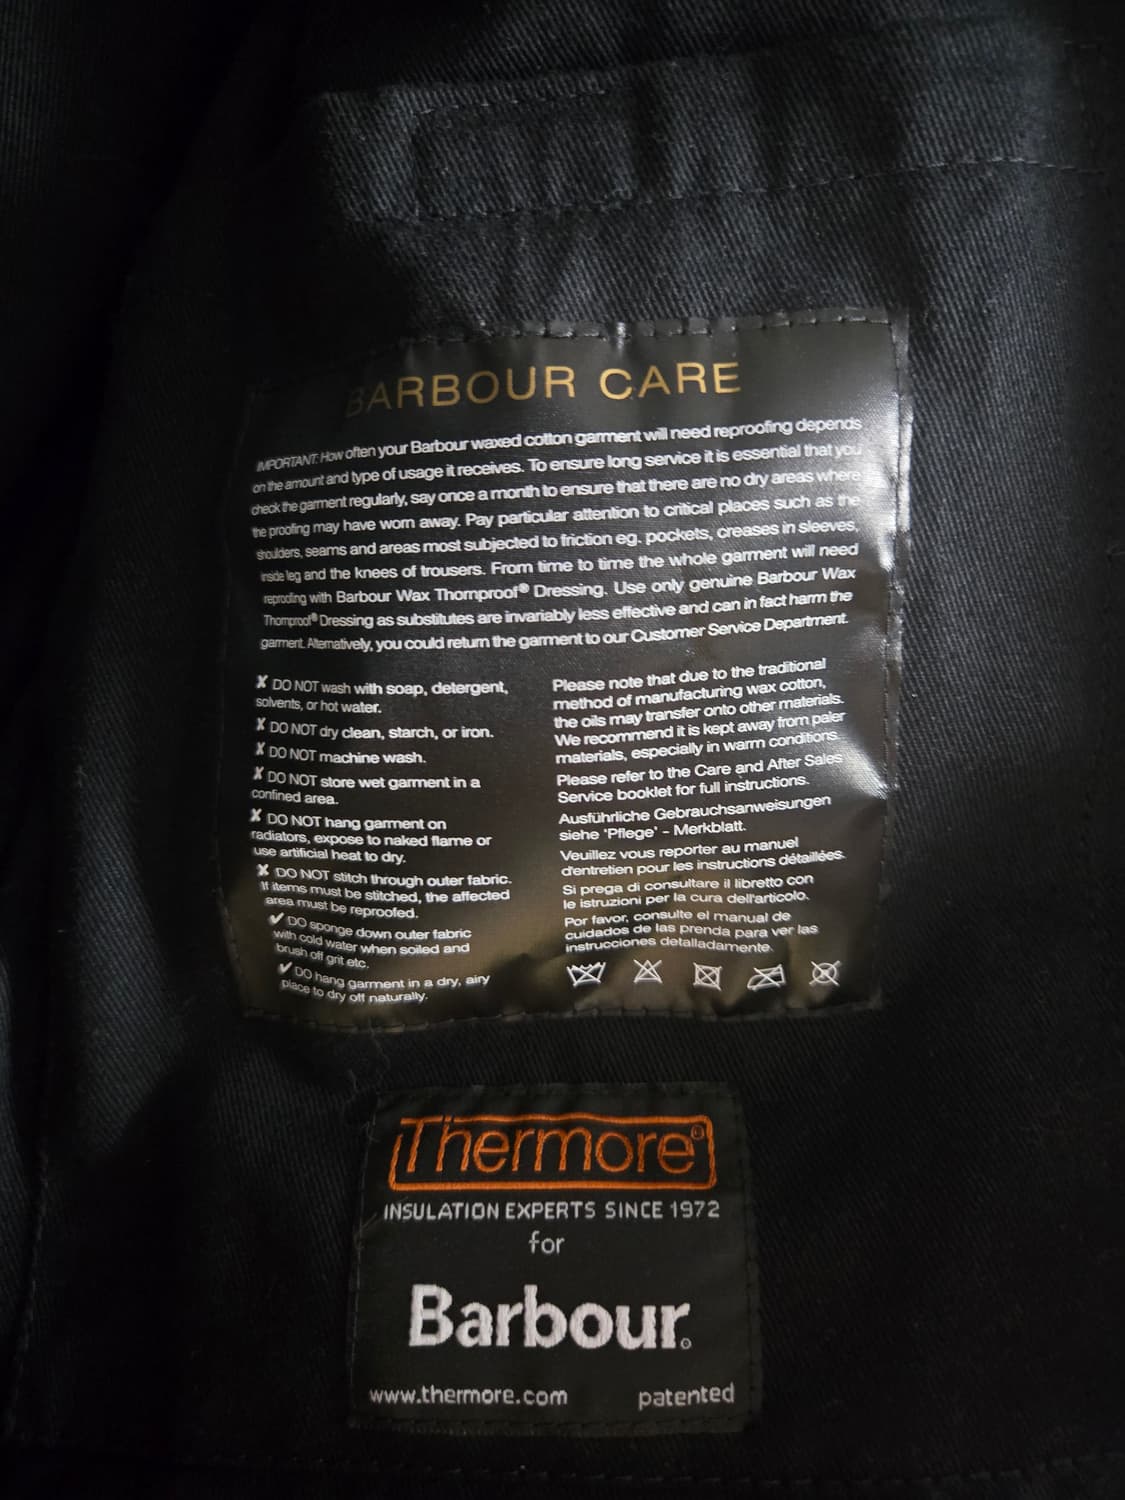 BARBOUR CARE
IMPORTANT: How often your Barbour waxed cotton garment will need reproofing depends
on the amount and type of usage it receives. To ensure long service it is essential that you
check the garment regularly, say once a month to ensure that there are no dry areas where
the proofing may have worn away. Pay particular attention to critical places such as the
shoulders, seams and areas most subjected to friction eg. pockets, creases in sleeves,
inside leg and the knees of trousers. From time to time the whole garment will need
reproofing with Barbour Wax Thornproof® Dressing. Use only genuine Barbour Wax
Thornproof® Dressing as substitutes are invariably less effective and can in fact harm the
garment. Alternatively, you could return the garment to our Customer Service Department.
✘ DO NOT wash with soap, detergent,
solvents, or hot water.
✘ DO NOT dry clean, starch, or iron.
✘ DO NOT machine wash.
✘ DO NOT store wet garment in a
confined area.
✘ DO NOT hang garment on
radiators, expose to naked flame or
use artificial heat to dry.
✘ DO NOT stitch through outer fabric.
If items must be stitched, the affected
area must be reproofed.
✔ DO sponge down outer fabric
with cold water when soiled and
brush off grit etc.
✔ DO hang garment in a dry, airy
place to dry off naturally.
Please note that due to the traditional
method of manufacturing wax cotton,
the oils may transfer onto other materials.
We recommend it is kept away from paler
materials, especially in warm conditions.
Please refer to the Care and After Sales
Service booklet for full instructions.
Ausführliche Gebrauchsanweisungen
siehe 'Pflege' - Merkblatt.
Veuillez vous reporter au manuel
d'entretien pour les instructions détaillées.
Si prega di consultare il libretto con
le istruzioni per la cura dell'articolo.
Por favor, consulte el manual de
cuidados de las prenda para ver las
instrucciones detalladamente.
Thermore®
INSULATION EXPERTS SINCE 1972
for
Barbour®
www.thermore.com patented